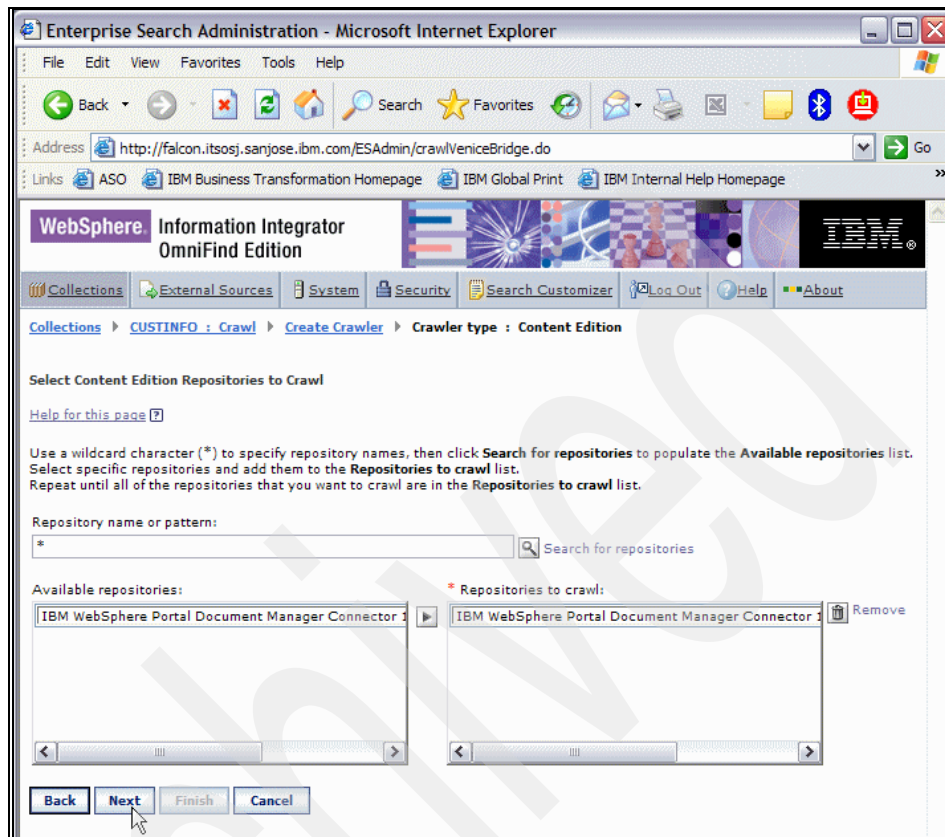 Enterprise Search Administration - Microsoft Internet Explorer
File Edit View Favorites Tools Help
Back Search Favorites
Address http://falcon.itsosj.sanjose.ibm.com/ESAdmin/crawlVeniceBridge.do Go
Links ASO IBM Business Transformation Homepage IBM Global Print IBM Internal Help Homepage »
WebSphere. Information Integrator
OmniFind Edition
IBM®
Collections External Sources System Security Search Customizer Log Out Help About
Collections CUSTINFO : Crawl Create Crawler Crawler type : Content Edition
Select Content Edition Repositories to Crawl
Help for this page ?
Use a wildcard character (*) to specify repository names, then click Search for repositories to populate the Available repositories list.
Select specific repositories and add them to the Repositories to crawl list.
Repeat until all of the repositories that you want to crawl are in the Repositories to crawl list.
Repository name or pattern:
* Search for repositories
Available repositories: * Repositories to crawl:
IBM WebSphere Portal Document Manager Connector 1 IBM WebSphere Portal Document Manager Connector 1 Remove
Back Next Finish Cancel